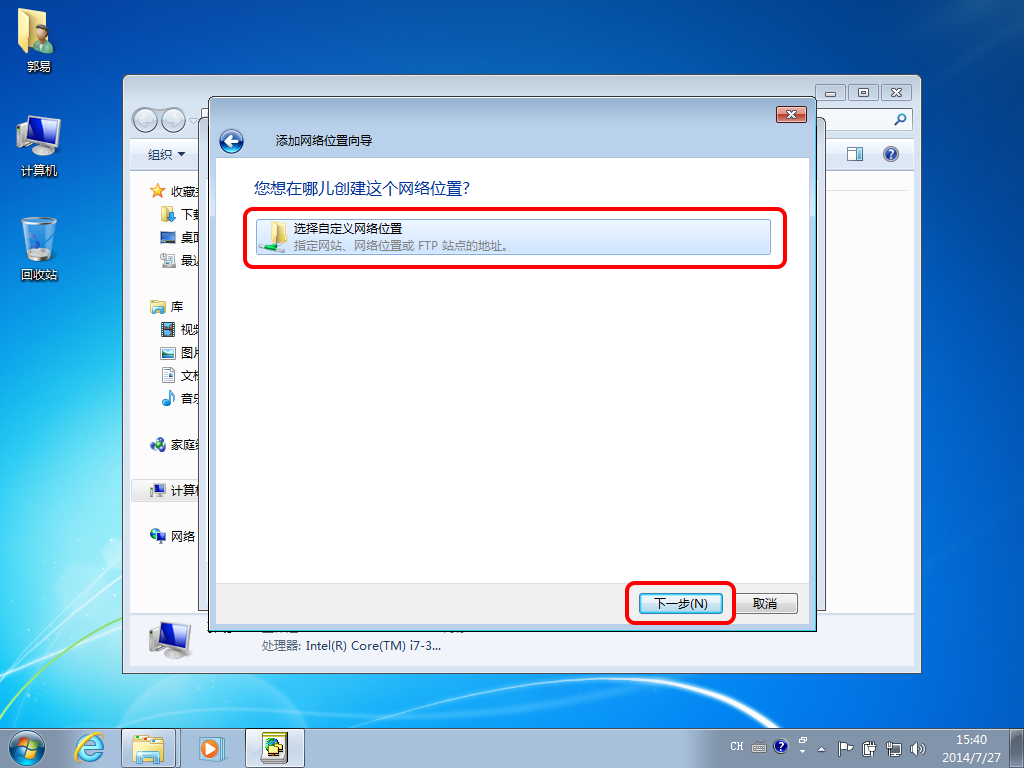 郭易
计算机
回收站
组织
添加网络位置向导
您想在哪儿创建这个网络位置?
选择自定义网络位置
指定网站、网络位置或 FTP 站点的地址。
收藏
下载
桌面
最近
库
视频
图片
文档
音乐
家庭组
计算机
网络
下一步(N)
取消
处理器: Intel(R) Core(TM) i7-3...
CH
15:40
2014/7/27